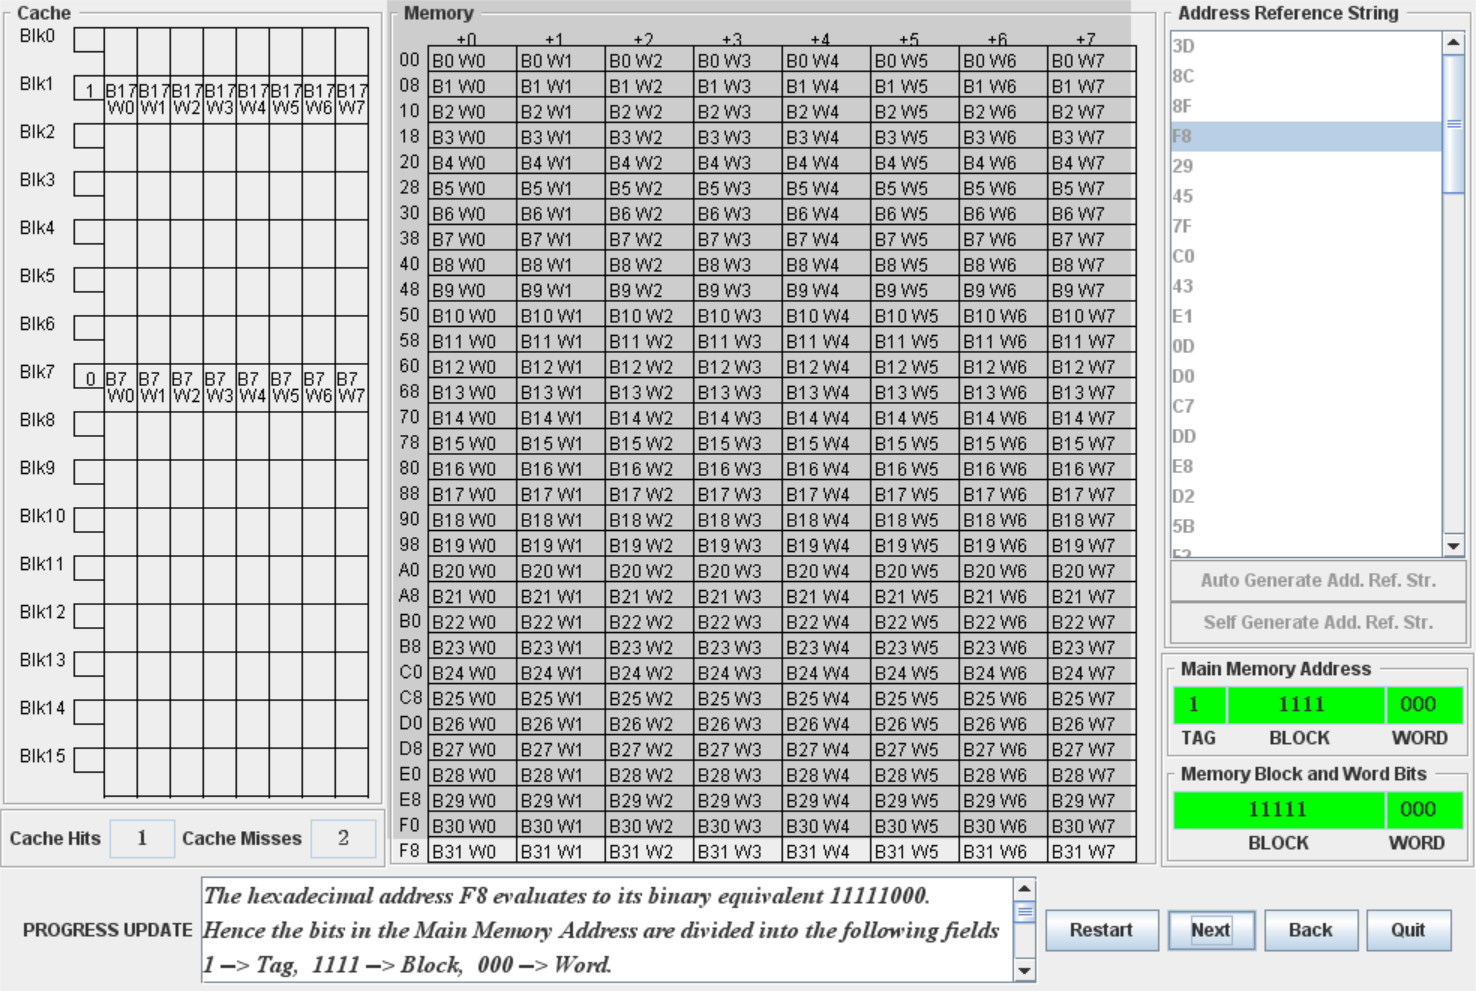 Cache
Blk0
Blk1 1 B17 W0 B17 W1 B17 W2 B17 W3 B17 W4 B17 W5 B17 W6 B17 W7
Blk2
Blk3
Blk4
Blk5
Blk6
Blk7 0 B7 W0 B7 W1 B7 W2 B7 W3 B7 W4 B7 W5 B7 W6 B7 W7
Blk8
Blk9
Blk10
Blk11
Blk12
Blk13
Blk14
Blk15
Cache Hits 1 Cache Misses 2
Memory
+0 +1 +2 +3 +4 +5 +6 +7
00 B0 W0 B0 W1 B0 W2 B0 W3 B0 W4 B0 W5 B0 W6 B0 W7
08 B1 W0 B1 W1 B1 W2 B1 W3 B1 W4 B1 W5 B1 W6 B1 W7
10 B2 W0 B2 W1 B2 W2 B2 W3 B2 W4 B2 W5 B2 W6 B2 W7
18 B3 W0 B3 W1 B3 W2 B3 W3 B3 W4 B3 W5 B3 W6 B3 W7
20 B4 W0 B4 W1 B4 W2 B4 W3 B4 W4 B4 W5 B4 W6 B4 W7
28 B5 W0 B5 W1 B5 W2 B5 W3 B5 W4 B5 W5 B5 W6 B5 W7
30 B6 W0 B6 W1 B6 W2 B6 W3 B6 W4 B6 W5 B6 W6 B6 W7
38 B7 W0 B7 W1 B7 W2 B7 W3 B7 W4 B7 W5 B7 W6 B7 W7
40 B8 W0 B8 W1 B8 W2 B8 W3 B8 W4 B8 W5 B8 W6 B8 W7
48 B9 W0 B9 W1 B9 W2 B9 W3 B9 W4 B9 W5 B9 W6 B9 W7
50 B10 W0 B10 W1 B10 W2 B10 W3 B10 W4 B10 W5 B10 W6 B10 W7
58 B11 W0 B11 W1 B11 W2 B11 W3 B11 W4 B11 W5 B11 W6 B11 W7
60 B12 W0 B12 W1 B12 W2 B12 W3 B12 W4 B12 W5 B12 W6 B12 W7
68 B13 W0 B13 W1 B13 W2 B13 W3 B13 W4 B13 W5 B13 W6 B13 W7
70 B14 W0 B14 W1 B14 W2 B14 W3 B14 W4 B14 W5 B14 W6 B14 W7
78 B15 W0 B15 W1 B15 W2 B15 W3 B15 W4 B15 W5 B15 W6 B15 W7
80 B16 W0 B16 W1 B16 W2 B16 W3 B16 W4 B16 W5 B16 W6 B16 W7
88 B17 W0 B17 W1 B17 W2 B17 W3 B17 W4 B17 W5 B17 W6 B17 W7
90 B18 W0 B18 W1 B18 W2 B18 W3 B18 W4 B18 W5 B18 W6 B18 W7
98 B19 W0 B19 W1 B19 W2 B19 W3 B19 W4 B19 W5 B19 W6 B19 W7
A0 B20 W0 B20 W1 B20 W2 B20 W3 B20 W4 B20 W5 B20 W6 B20 W7
A8 B21 W0 B21 W1 B21 W2 B21 W3 B21 W4 B21 W5 B21 W6 B21 W7
B0 B22 W0 B22 W1 B22 W2 B22 W3 B22 W4 B22 W5 B22 W6 B22 W7
B8 B23 W0 B23 W1 B23 W2 B23 W3 B23 W4 B23 W5 B23 W6 B23 W7
C0 B24 W0 B24 W1 B24 W2 B24 W3 B24 W4 B24 W5 B24 W6 B24 W7
C8 B25 W0 B25 W1 B25 W2 B25 W3 B25 W4 B25 W5 B25 W6 B25 W7
D0 B26 W0 B26 W1 B26 W2 B26 W3 B26 W4 B26 W5 B26 W6 B26 W7
D8 B27 W0 B27 W1 B27 W2 B27 W3 B27 W4 B27 W5 B27 W6 B27 W7
E0 B28 W0 B28 W1 B28 W2 B28 W3 B28 W4 B28 W5 B28 W6 B28 W7
E8 B29 W0 B29 W1 B29 W2 B29 W3 B29 W4 B29 W5 B29 W6 B29 W7
F0 B30 W0 B30 W1 B30 W2 B30 W3 B30 W4 B30 W5 B30 W6 B30 W7
F8 B31 W0 B31 W1 B31 W2 B31 W3 B31 W4 B31 W5 B31 W6 B31 W7
Address Reference String
3D
8C
8F
F8
29
45
7F
C0
43
E1
0D
D0
C7
DD
E8
D2
5B
Auto Generate Add. Ref. Str.
Self Generate Add. Ref. Str.
Main Memory Address
1 1111 000
TAG BLOCK WORD
Memory Block and Word Bits
11111 000
BLOCK WORD
PROGRESS UPDATE
The hexadecimal address F8 evaluates to its binary equivalent 11111000.
Hence the bits in the Main Memory Address are divided into the following fields
1 --> Tag, 1111 --> Block, 000 --> Word.
Restart Next Back Quit